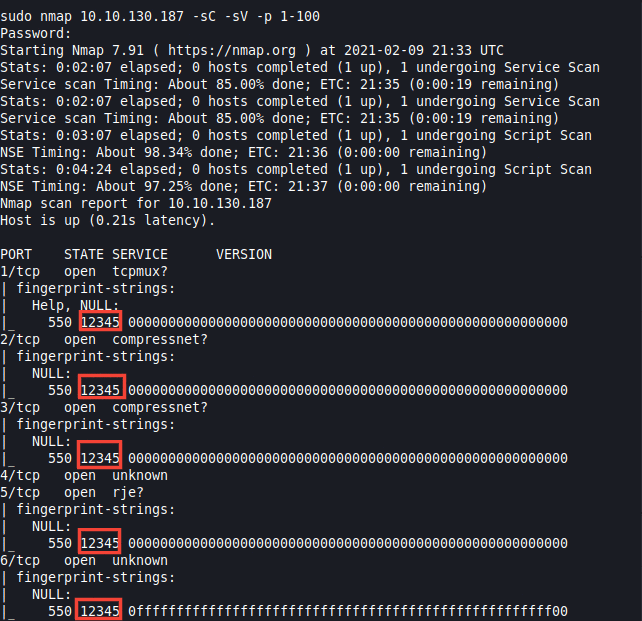 sudo nmap 10.10.130.187 -sC -sV -p 1-100
Password:
Starting Nmap 7.91 ( https://nmap.org ) at 2021-02-09 21:33 UTC
Stats: 0:02:07 elapsed; 0 hosts completed (1 up), 1 undergoing Service Scan
Service scan Timing: About 85.00% done; ETC: 21:35 (0:00:19 remaining)
Stats: 0:02:07 elapsed; 0 hosts completed (1 up), 1 undergoing Service Scan
Service scan Timing: About 85.00% done; ETC: 21:35 (0:00:19 remaining)
Stats: 0:03:07 elapsed; 0 hosts completed (1 up), 1 undergoing Script Scan
NSE Timing: About 98.34% done; ETC: 21:36 (0:00:00 remaining)
Stats: 0:04:24 elapsed; 0 hosts completed (1 up), 1 undergoing Script Scan
NSE Timing: About 97.25% done; ETC: 21:37 (0:00:00 remaining)
Nmap scan report for 10.10.130.187
Host is up (0.21s latency).
PORT    STATE SERVICE      VERSION
1/tcp   open  tcpmux?
| fingerprint-strings:
|   Help, NULL:
|_    550 12345 0000000000000000000000000000000000000000000000000000000
2/tcp   open  compressnet?
| fingerprint-strings:
|   NULL:
|_    550 12345 0000000000000000000000000000000000000000000000000000000
3/tcp   open  compressnet?
| fingerprint-strings:
|   NULL:
|_    550 12345 0000000000000000000000000000000000000000000000000000000
4/tcp   open  unknown
5/tcp   open  rje?
| fingerprint-strings:
|   NULL:
|_    550 12345 0000000000000000000000000000000000000000000000000000000
6/tcp   open  unknown
| fingerprint-strings:
|   NULL:
|_    550 12345 0ffffffffffffffffffffffffffffffffffffffffffffffffffff00